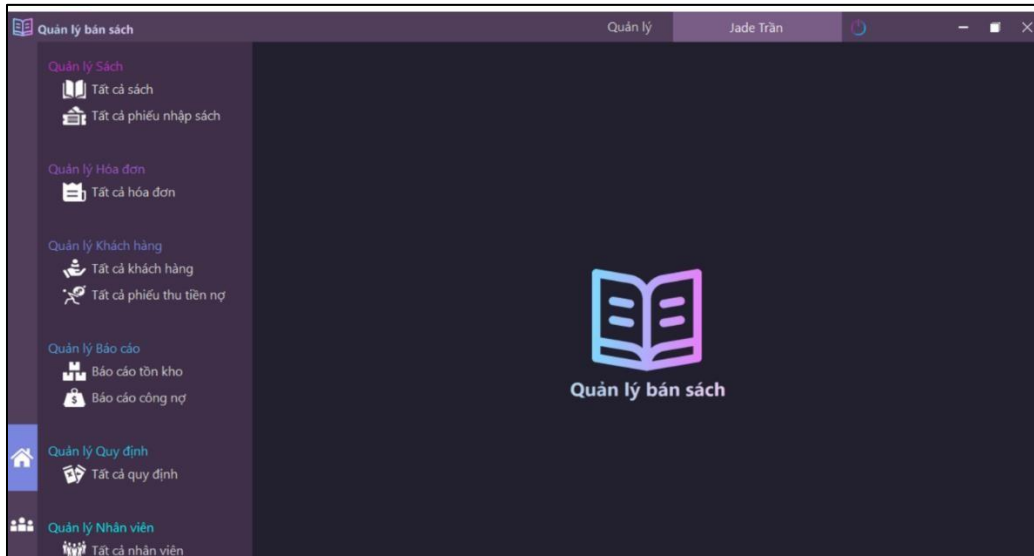 Quản lý bán sách
Quản lý
Jade Trần
Quản lý Sách
Tất cả sách
Tất cả phiếu nhập sách
Quản lý Hóa đơn
Tất cả hóa đơn
Quản lý Khách hàng
Tất cả khách hàng
Tất cả phiếu thu tiền nợ
Quản lý Báo cáo
Báo cáo tồn kho
Báo cáo công nợ
Quản lý Quy định
Tất cả quy định
Quản lý Nhân viên
Tất cả nhân viên
Quản lý bán sách